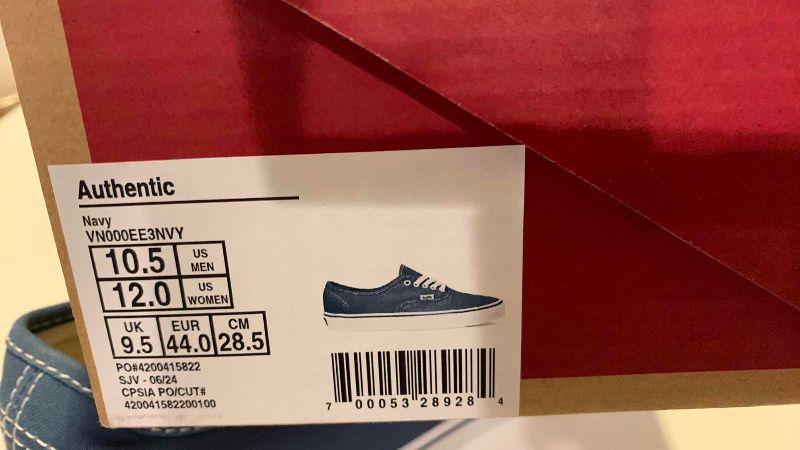 Authentic
Navy
VN000EE3NVY
10.5 US MEN
12.0 US WOMEN
UK EUR CM
9.5 44.0 28.5
PO#4200415822
SJV - 06/24
CPSIA PO/CUT#
420041582200100
7 00053 28928 4